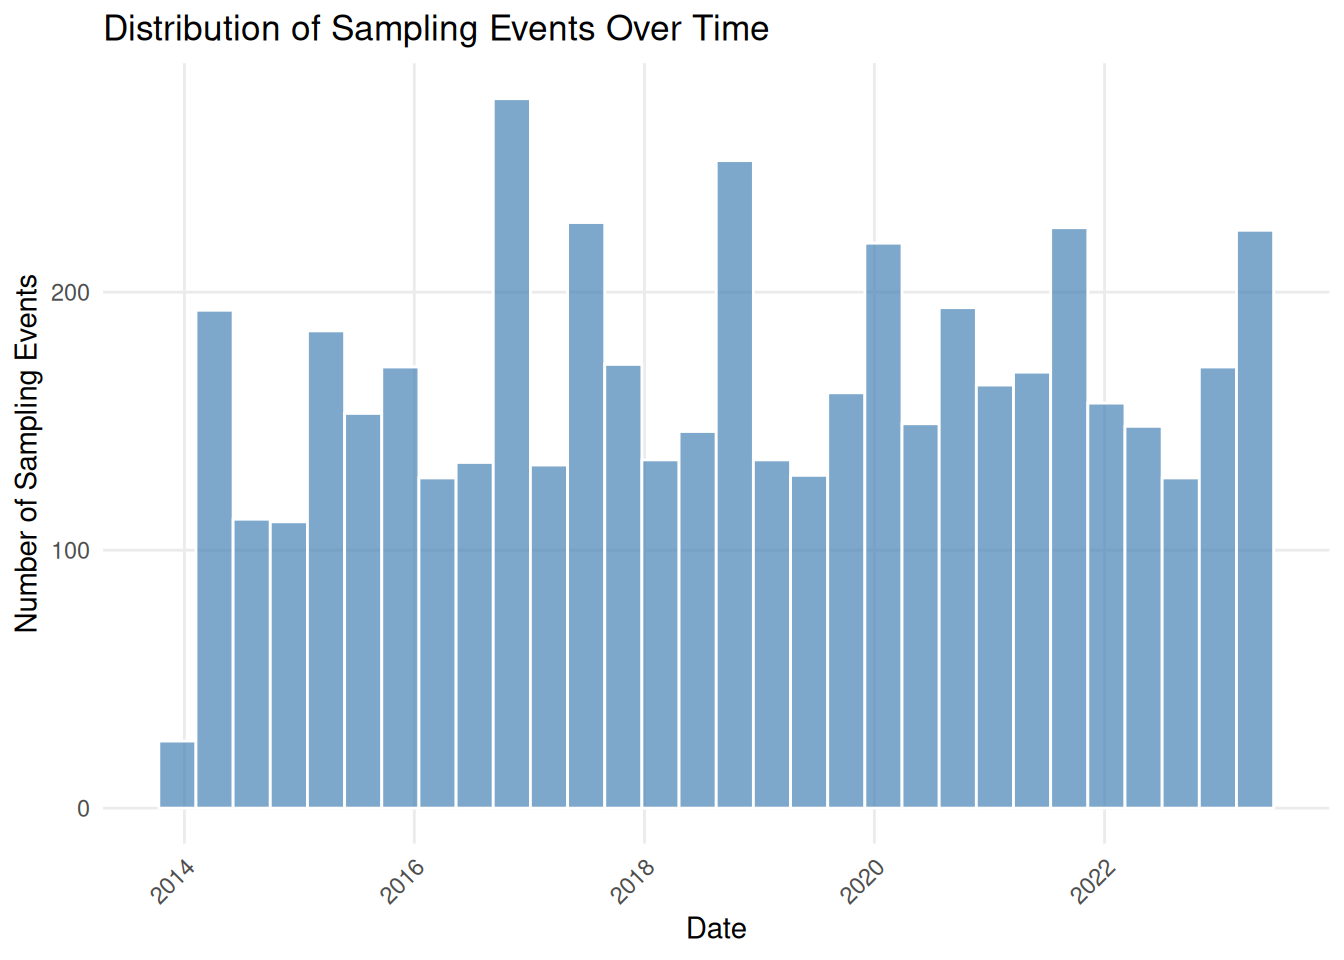 Distribution of Sampling Events Over Time
Number of Sampling Events
200
100
0
2014
2016
2018
2020
2022
Date